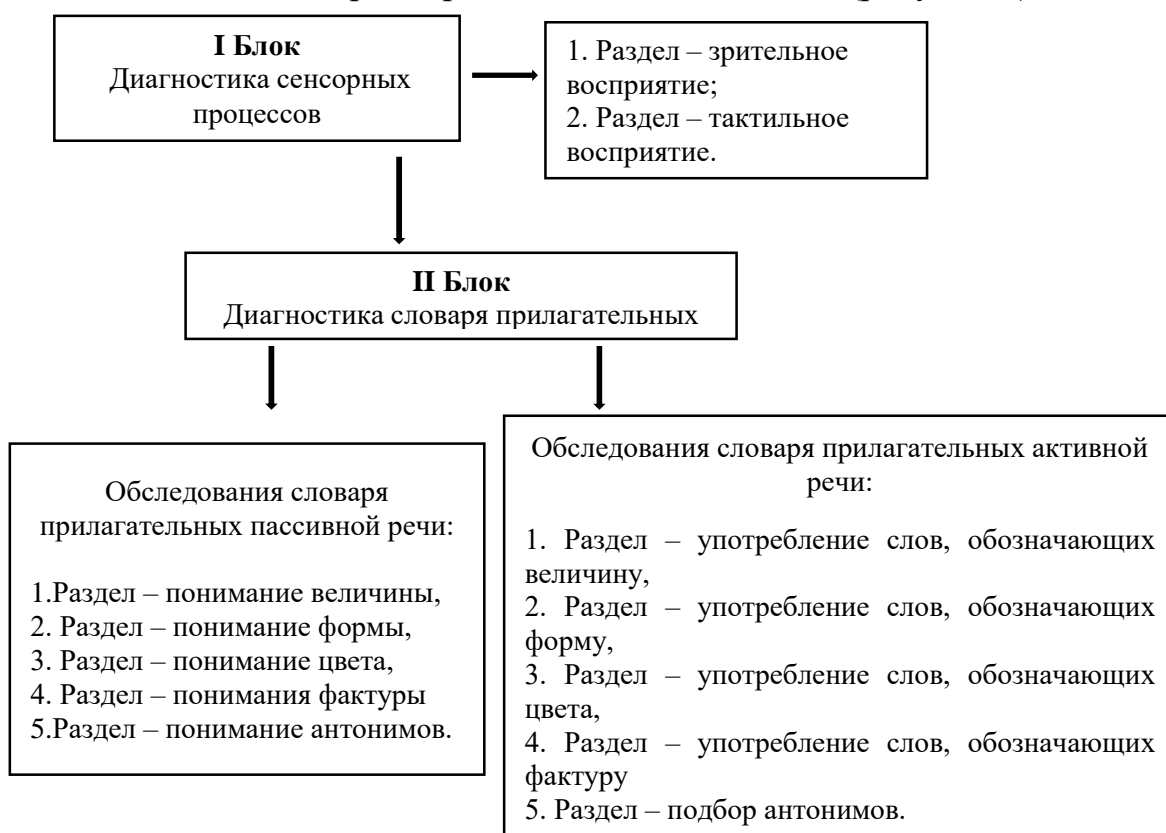 I Блок
Диагностика сенсорных
процессов
1. Раздел – зрительное
восприятие;
2. Раздел – тактильное
восприятие.
II Блок
Диагностика словаря прилагательных
Обследования словаря
прилагательных пассивной речи:
1.Раздел – понимание величины,
2. Раздел – понимание формы,
3. Раздел – понимание цвета,
4. Раздел – понимания фактуры
5.Раздел – понимание антонимов.
Обследования словаря прилагательных активной
речи:
1. Раздел – употребление слов, обозначающих
величину,
2. Раздел – употребление слов, обозначающих
форму,
3. Раздел – употребление слов, обозначающих
цвета,
4. Раздел – употребление слов, обозначающих
фактуру
5. Раздел – подбор антонимов.